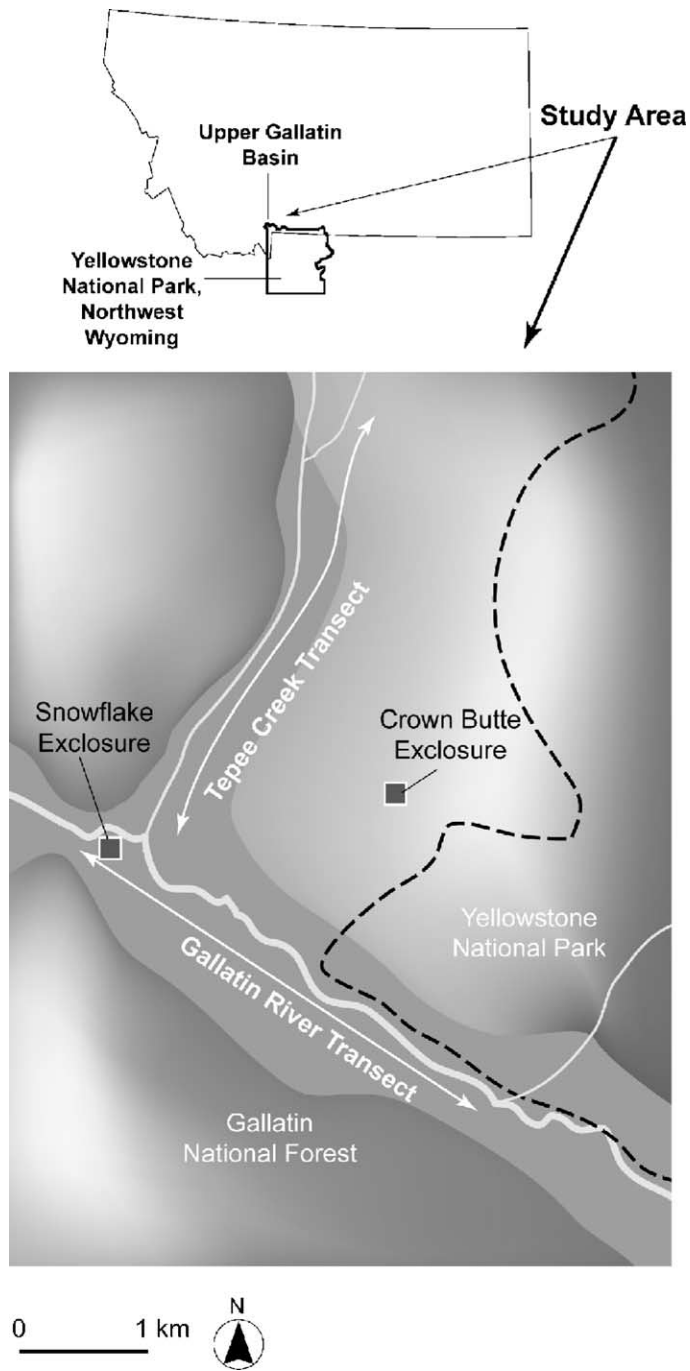 Study Area
Upper Gallatin
Basin
Yellowstone
National Park,
Northwest
Wyoming
Tepee Creek Transect
Snowflake
Exclosure
Crown Butte
Exclosure
Yellowstone
National Park
Gallatin River Transect
Gallatin
National Forest
0 1 km
N